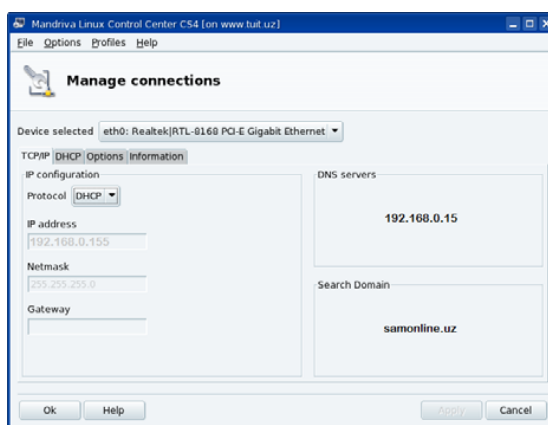 Mandriva Linux Control Center CS4 [on www.tuit.uz]
File Options Profiles Help
Manage connections
Device selected eth0: Realtek|RTL-8168 PCI-E Gigabit Ethernet
TCP/IP DHCP Options Information
IP configuration
Protocol DHCP
IP address
192.168.0.155
Netmask
255.255.255.0
Gateway
DNS servers
192.168.0.15
Search Domain
samonline.uz
Ok Help Apply Cancel